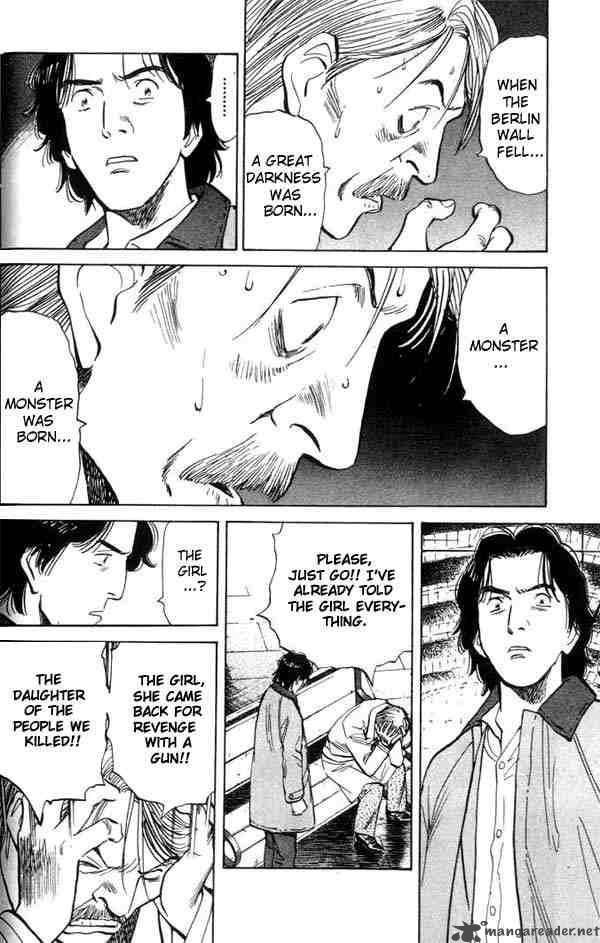 WHEN
THE
BERLIN
WALL
FELL...
A GREAT
DARKNESS
WAS
BORN...
.........
A
MONSTER
...
A
MONSTER
WAS
BORN...
PLEASE,
JUST GO!! I'VE
ALREADY TOLD
THE GIRL EVERY-
THING.
THE
GIRL
...?
THE GIRL,
SHE CAME
BACK FOR
REVENGE
WITH A
GUN!!
THE
DAUGHTER
OF THE
PEOPLE WE
KILLED!!
mangareader.net